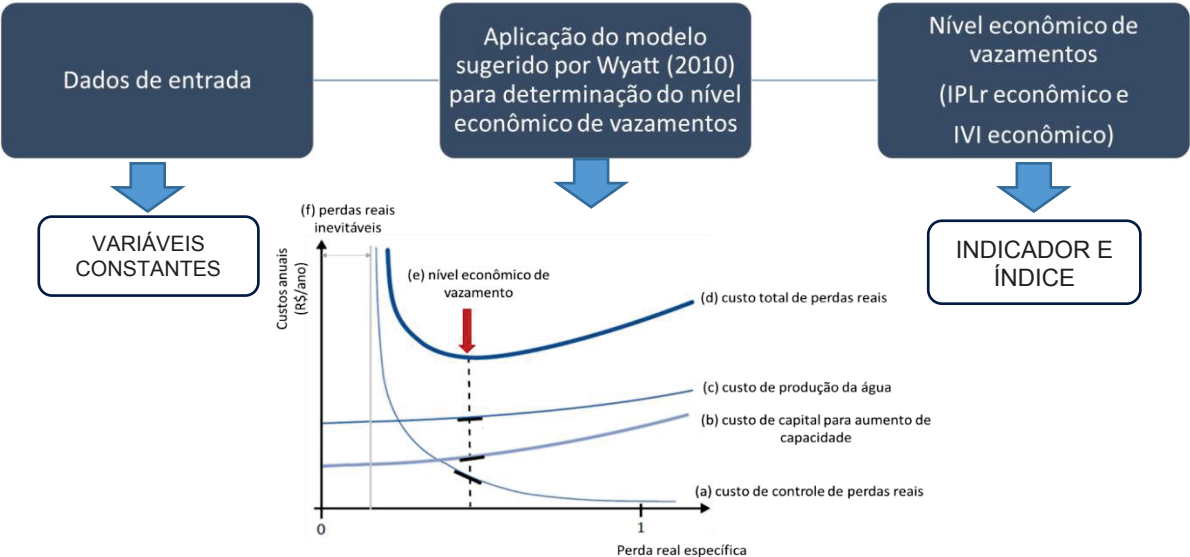 Dados de entrada
Aplicação do modelo
sugerido por Wyatt (2010)
para determinação do nível
econômico de vazamentos
Nível econômico de
vazamentos
(IPLr econômico e
IVI econômico)
VARIÁVEIS
CONSTANTES
INDICADOR E
ÍNDICE
(f) perdas reais
inevitáveis
Custos anuais
(R$/ano)
(e) nível econômico de
vazamento
(d) custo total de perdas reais
(c) custo de produção da água
(b) custo de capital para aumento de
capacidade
(a) custo de controle de perdas reais
0
1
Perda real específica